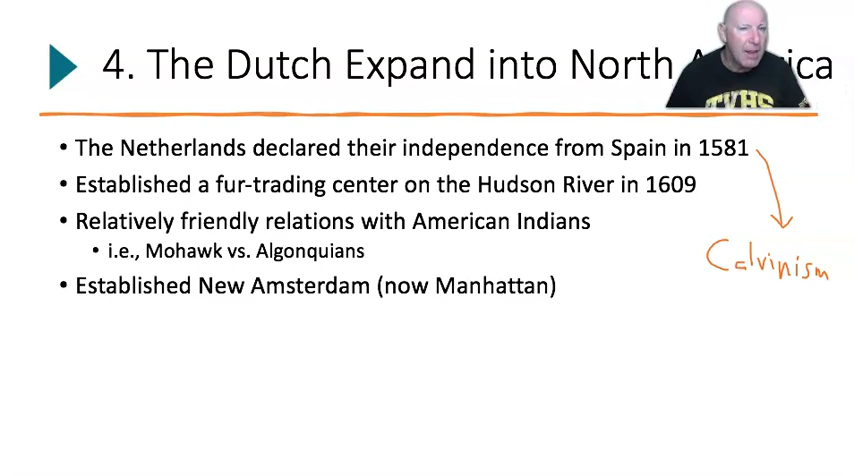 4. The Dutch Expand into North A rica
TVHS
• The Netherlands declared their independence from Spain in 1581
• Established a fur-trading center on the Hudson River in 1609
• Relatively friendly relations with American Indians
• i.e., Mohawk vs. Algonquians
Calvinism
• Established New Amsterdam (now Manhattan)